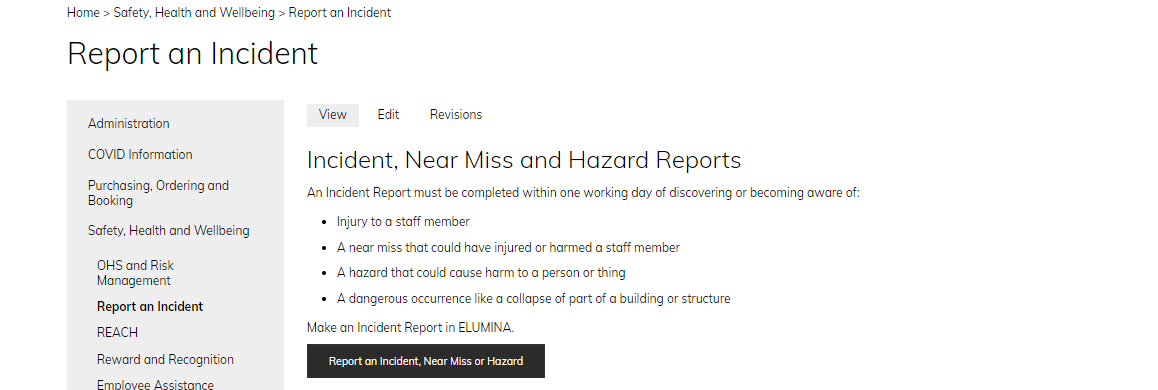 Home > Safety, Health and Wellbeing > Report an Incident
Report an Incident
Administration
COVID Information
Purchasing, Ordering and
Booking
Safety, Health and Wellbeing
OHS and Risk
Management
Report an Incident
REACH
Reward and Recognition
Employee Assistance
View Edit Revisions
Incident, Near Miss and Hazard Reports
An Incident Report must be completed within one working day of discovering or becoming aware of:
• Injury to a staff member
• A near miss that could have injured or harmed a staff member
• A hazard that could cause harm to a person or thing
• A dangerous occurrence like a collapse of part of a building or structure
Make an Incident Report in ELUMINA.
Report an Incident, Near Miss or Hazard